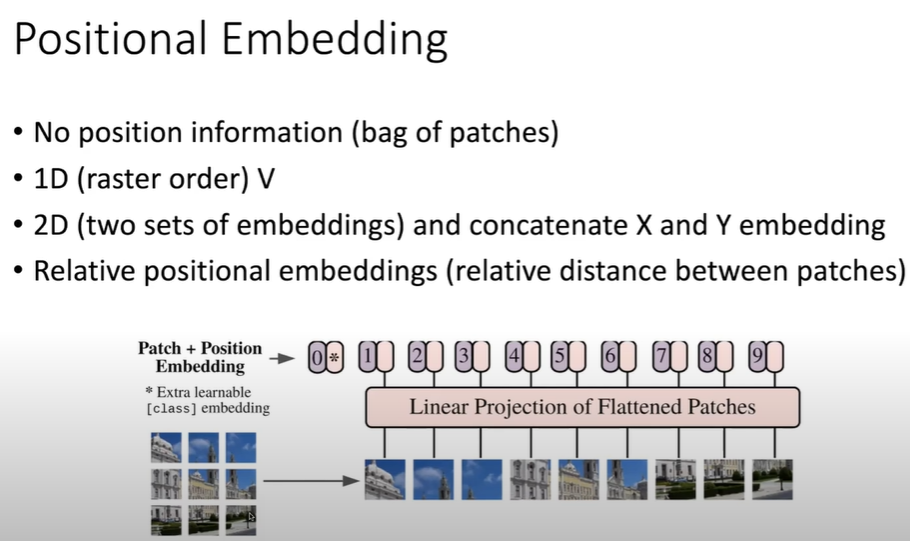 Positional Embedding
• No position information (bag of patches)
• 1D (raster order) V
• 2D (two sets of embeddings) and concatenate X and Y embedding
• Relative positional embeddings (relative distance between patches)
Patch + Position
Embedding
* Extra learnable
[class] embedding
0 * 1 2 3 4 5 6 7 8 9
Linear Projection of Flattened Patches